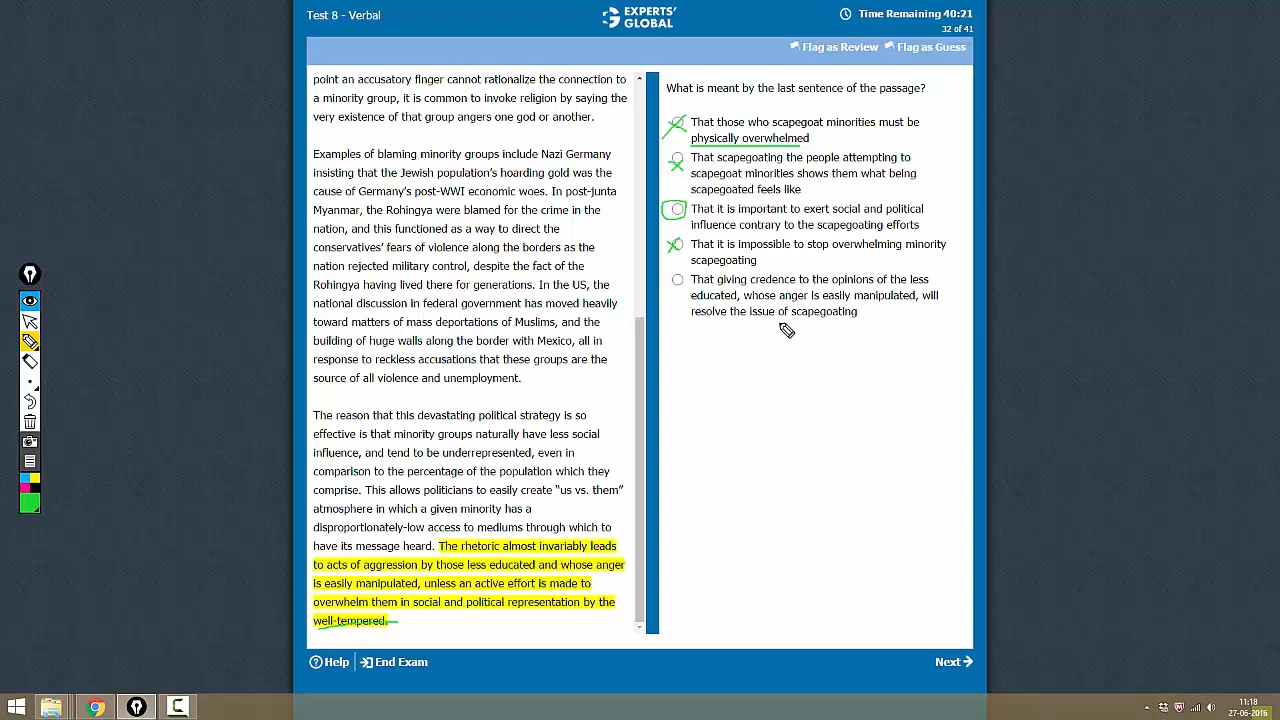 Test 8 - Verbal
EXPERTS'
GLOBAL
Time Remaining 40:21
32 of 41
Flag as Review
Flag as Guess
point an accusatory finger cannot rationalize the connection to
a minority group, it is common to invoke religion by saying the
very existence of that group angers one god or another.
Examples of blaming minority groups include Nazi Germany
insisting that the Jewish population's hoarding gold was the
cause of Germany's post-WWI economic woes. In post-junta
Myanmar, the Rohingya were blamed for the crime in the
nation, and this functioned as a way to direct the
conservatives' fears of violence along the borders as the
nation rejected military control, despite the fact of the
Rohingya having lived there for generations. In the US, the
national discussion in federal government has moved heavily
toward matters of mass deportations of Muslims, and the
building of huge walls along the border with Mexico, all in
response to reckless accusations that these groups are the
source of all violence and unemployment.
The reason that this devastating political strategy is so
effective is that minority groups naturally have less social
influence, and tend to be underrepresented, even in
comparison to the percentage of the population which they
comprise. This allows politicians to easily create “us vs. them”
atmosphere in which a given minority has a
disproportionately-low access to mediums through which to
have its message heard. The rhetoric almost invariably leads
to acts of aggression by those less educated and whose anger
is easily manipulated, unless an active effort is made to
overwhelm them in social and political representation by the
well-tempered.
What is meant by the last sentence of the passage?
That those who scapegoat minorities must be
physically overwhelmed
That scapegoating the people attempting to
scapegoat minorities shows them what being
scapegoated feels like
That it is important to exert social and political
influence contrary to the scapegoating efforts
That it is impossible to stop overwhelming minority
scapegoating
That giving credence to the opinions of the less
educated, whose anger is easily manipulated, will
resolve the issue of scapegoating
Help
End Exam
Next
11:18
27-06-2016